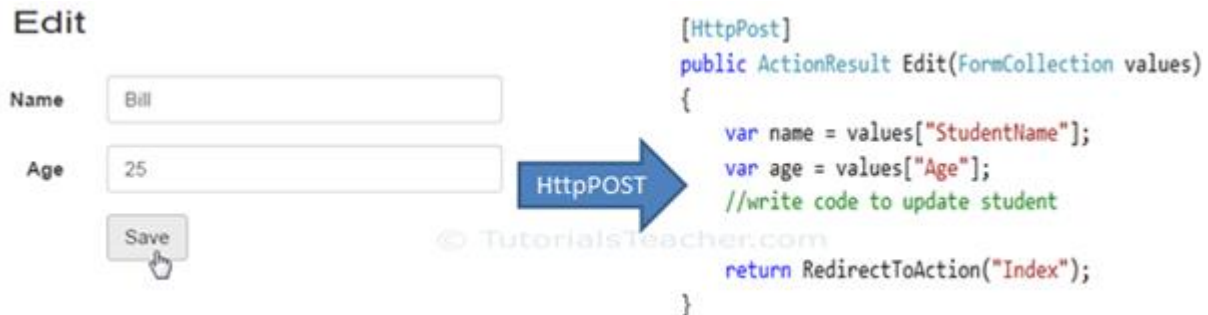 Edit
Name
Bill
Age
25
Save
HttpPOST
© TutorialsTeacher.com
[HttpPost]
public ActionResult Edit(FormCollection values)
{
var name = values["StudentName"];
var age = values["Age"];
//write code to update student
return RedirectToAction("Index");
}